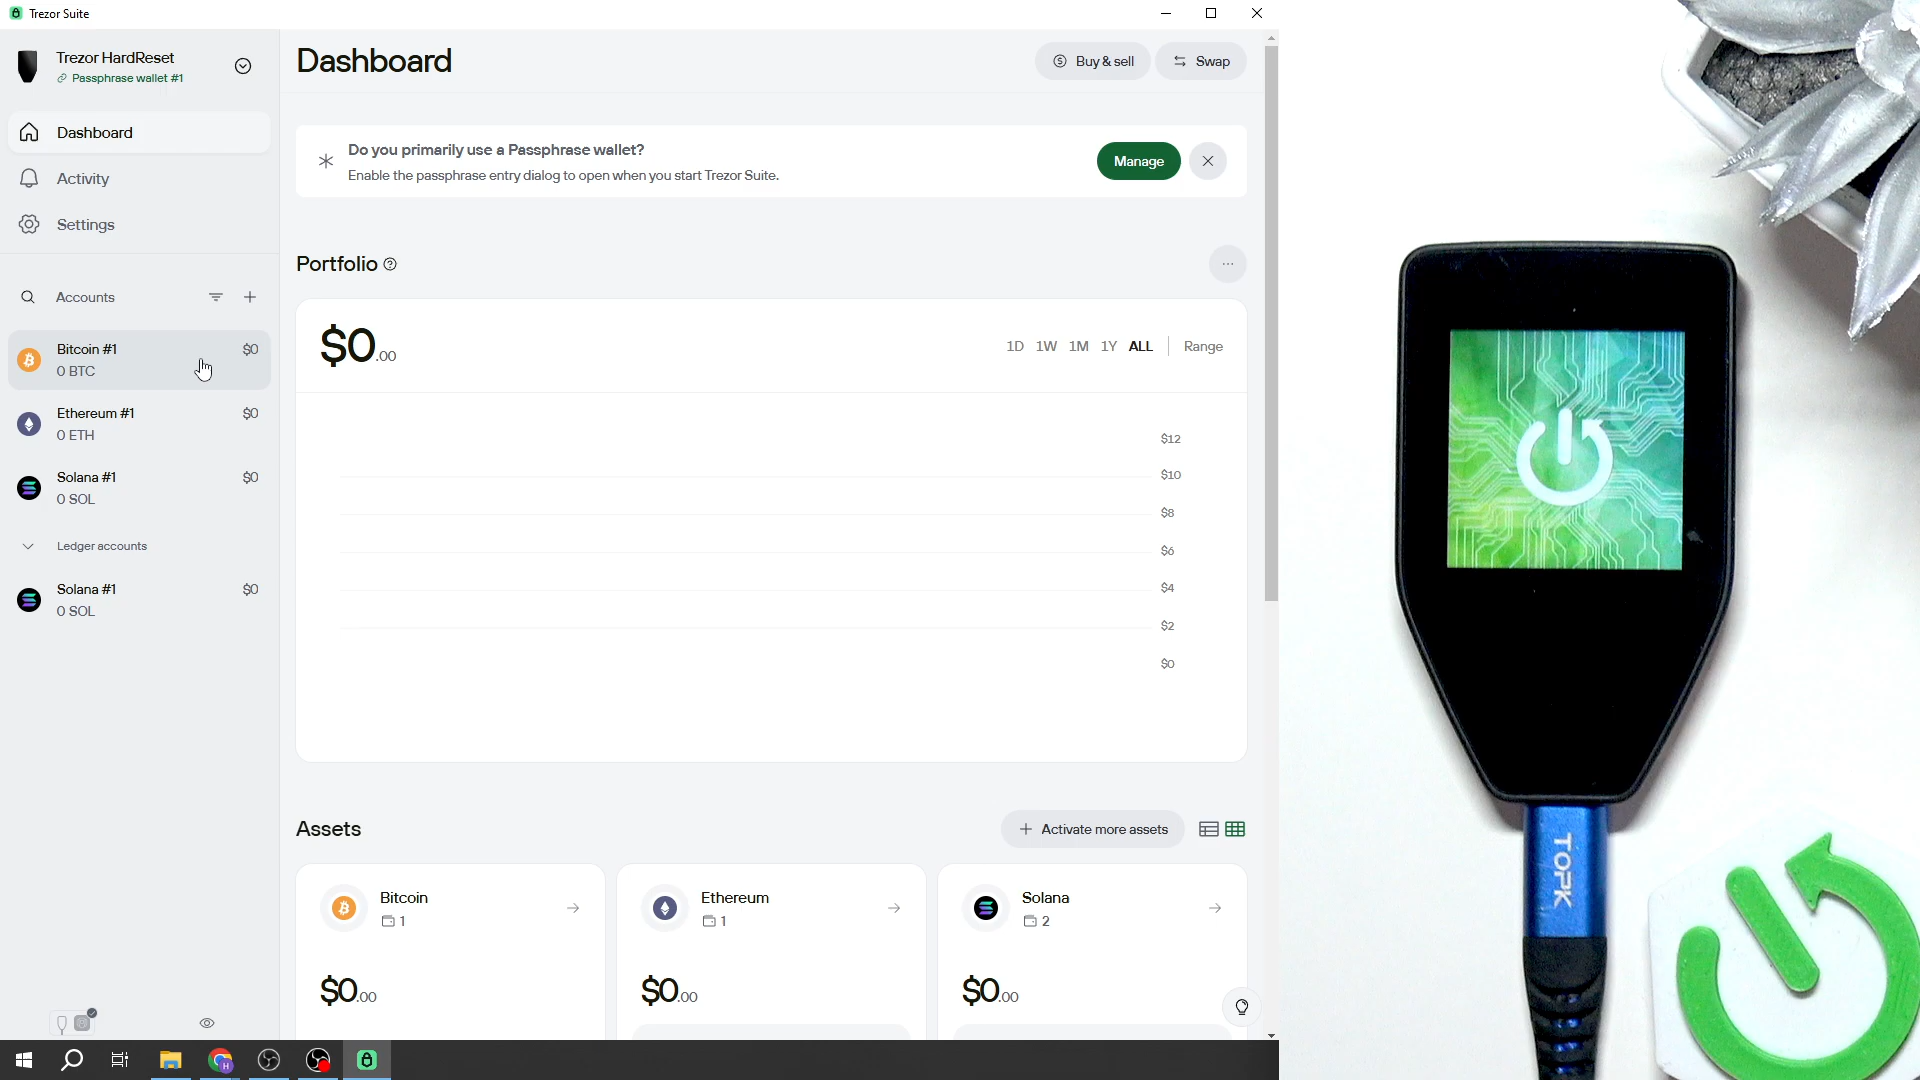 Trezor Suite
Trezor HardReset
Passphrase wallet #1
Dashboard
Activity
Settings
Accounts
Bitcoin #1
$0
0 BTC
Ethereum #1
$0
0 ETH
Solana #1
$0
0 SOL
Ledger accounts
Solana #1
$0
0 SOL
Dashboard
Buy & sell
Swap
Do you primarily use a Passphrase wallet?
Enable the passphrase entry dialog to open when you start Trezor Suite.
Manage
Portfolio
$0.00
1D 1W 1M 1Y ALL Range
$12
$10
$8
$6
$4
$2
$0
Assets
Activate more assets
Bitcoin
1
$0.00
Ethereum
1
$0.00
Solana
2
$0.00
TOPK